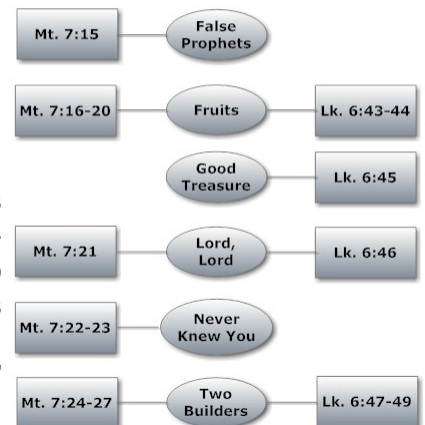 Mt. 7:15
False
Prophets
Mt. 7:16-20
Fruits
Lk. 6:43-44
Good
Treasure
Lk. 6:45
Mt. 7:21
Lord,
Lord
Lk. 6:46
Mt. 7:22-23
Never
Knew You
Mt. 7:24-27
Two
Builders
Lk. 6:47-49